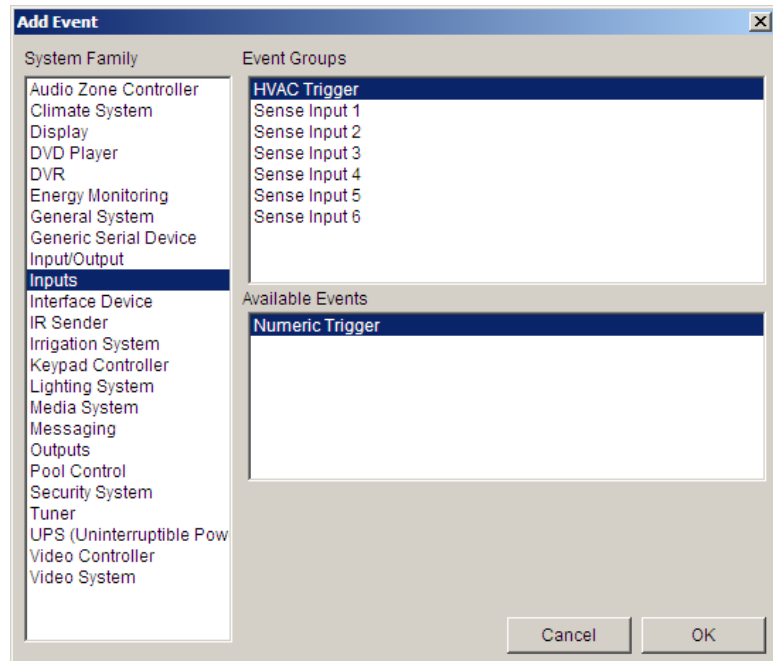 Add Event
System Family
Audio Zone Controller
Climate System
Display
DVD Player
DVR
Energy Monitoring
General System
Generic Serial Device
Input/Output
Inputs
Interface Device
IR Sender
Irrigation System
Keypad Controller
Lighting System
Media System
Messaging
Outputs
Pool Control
Security System
Tuner
UPS (Uninterruptible Pow
Video Controller
Video System
Event Groups
HVAC Trigger
Sense Input 1
Sense Input 2
Sense Input 3
Sense Input 4
Sense Input 5
Sense Input 6
Available Events
Numeric Trigger
Cancel
OK